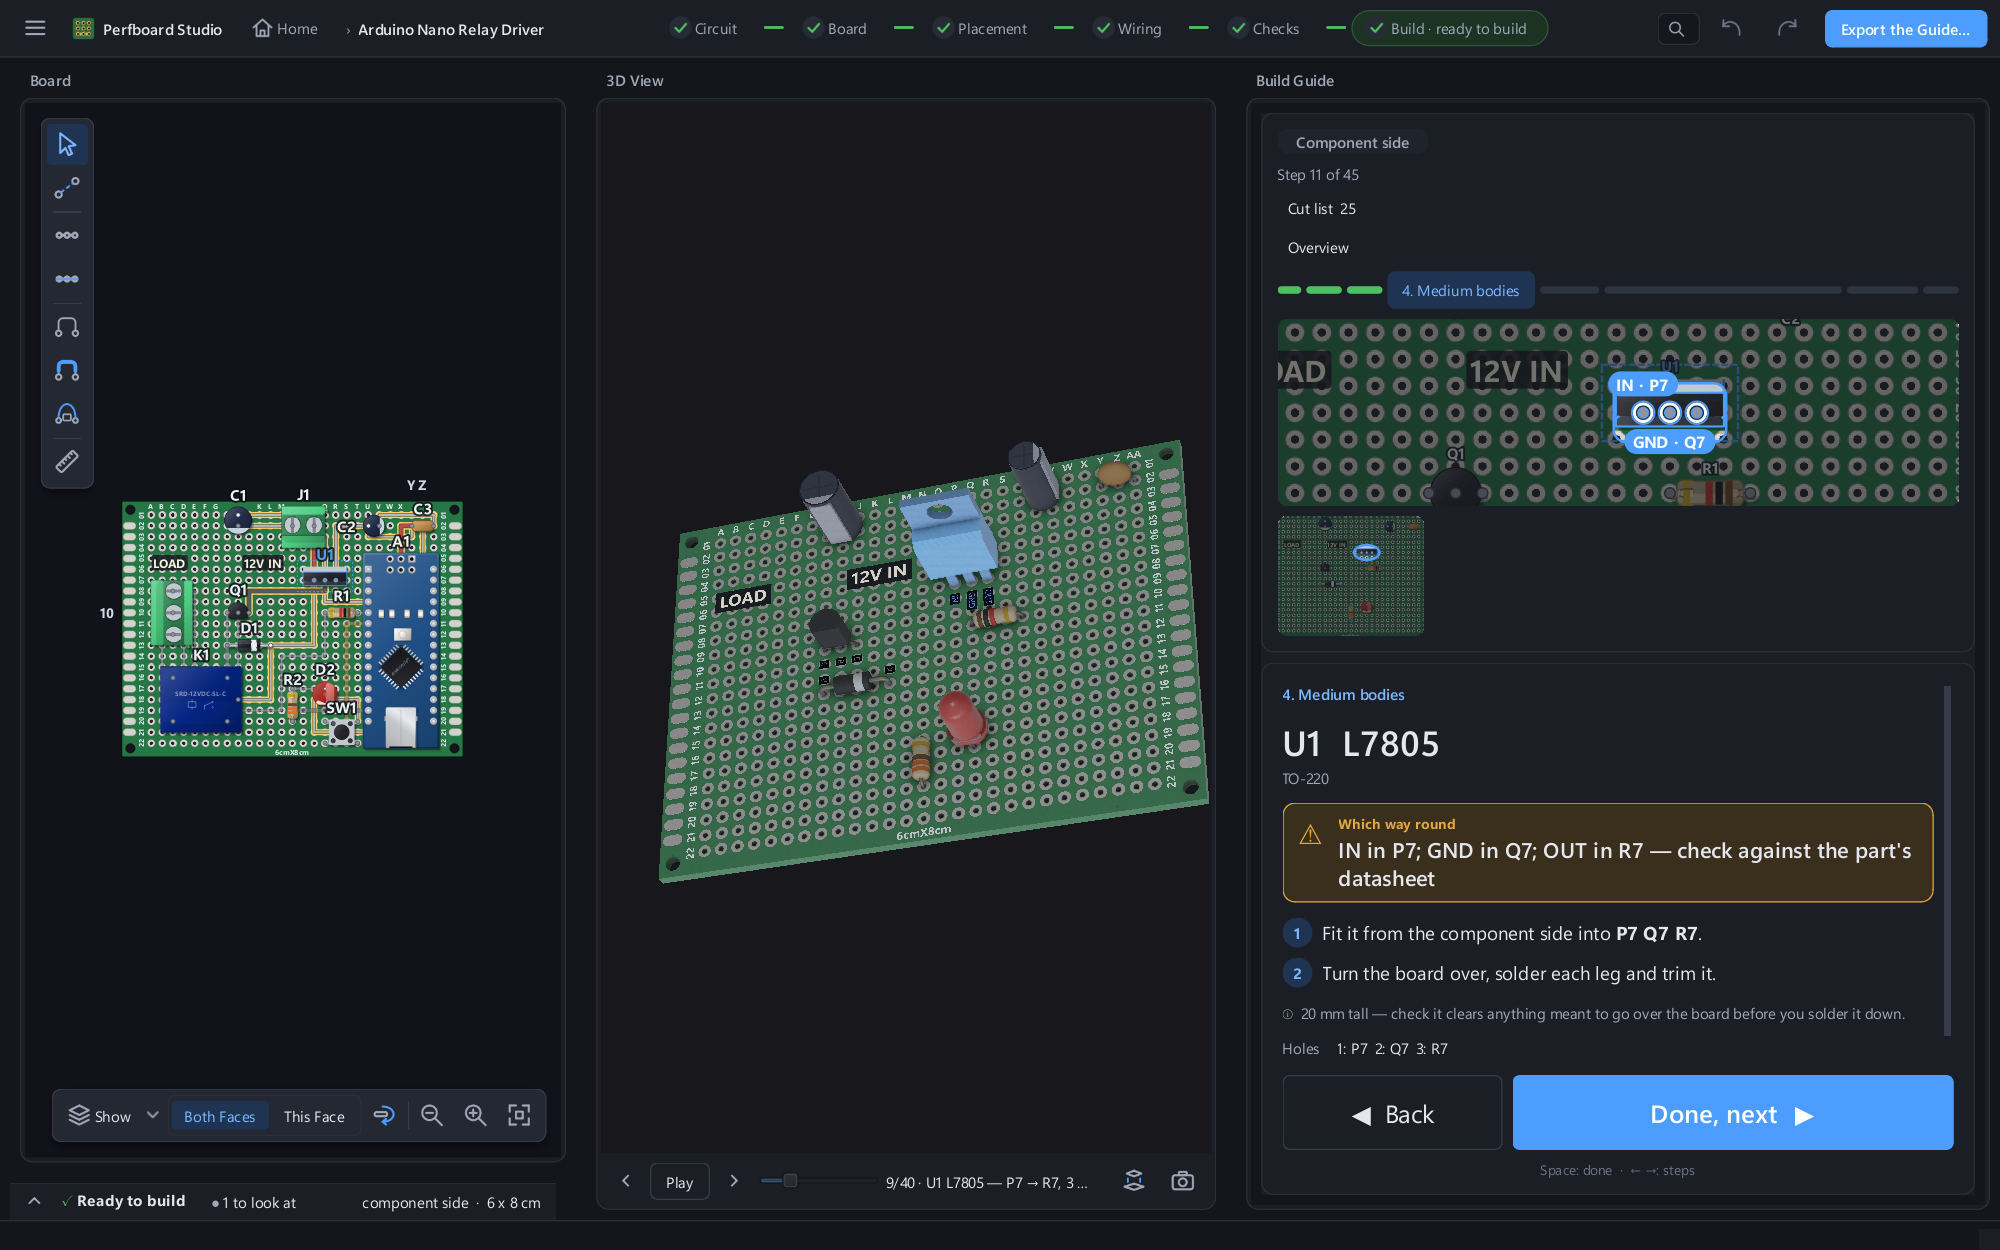 Perfboard Studio
Home
› Arduino Nano Relay Driver
Circuit
Board
Placement
Wiring
Checks
Build · ready to build
Export the Guide...
Board
3D View
Build Guide
C1
J1
Y Z
C2
C3
A1
U1
LOAD
12V IN
Q1
R1
10
D1
K1
SRD-12VDC-SL-C
R2
D2
SW1
6cmX8cm
Show
Both Faces
This Face
Ready to build
1 to look at
component side · 6 x 8 cm
LOAD
12V IN
6cmX8cm
Play
9/40 · U1 L7805 — P7 → R7, 3 ...
Component side
Step 11 of 45
Cut list 25
Overview
4. Medium bodies
C2
OAD
12V IN
U1
IN · P7
GND · Q7
Q1
R1
4. Medium bodies
U1 L7805
TO-220
Which way round
IN in P7; GND in Q7; OUT in R7 — check against the part's
datasheet
1 Fit it from the component side into P7 Q7 R7.
2 Turn the board over, solder each leg and trim it.
20 mm tall — check it clears anything meant to go over the board before you solder it down.
Holes 1: P7 2: Q7 3: R7
◀ Back
Done, next ▶
Space: done · ← →: steps